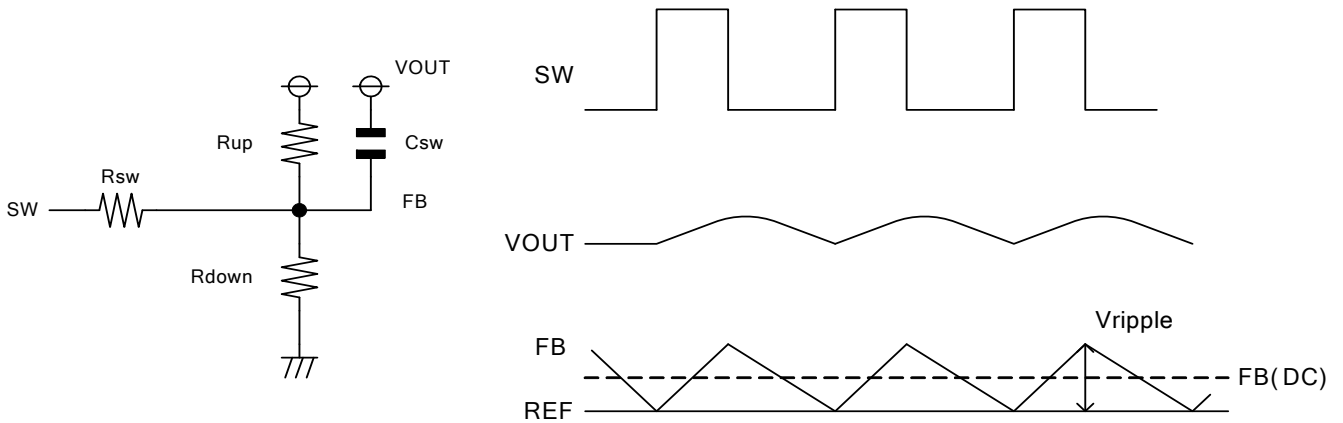 VOUT
Rup
Csw
Rsw
SW
FB
Rdown
SW
VOUT
Vripple
FB
FB(DC)
REF